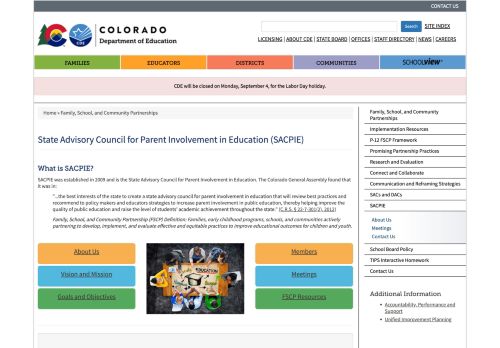 CONTACT US
COLORADO
Department of Education
CDE
Search
SITE INDEX
LICENSING | ABOUT CDE | STATE BOARD | OFFICES | STAFF DIRECTORY | NEWS | CAREERS
FAMILIES
EDUCATORS
DISTRICTS
COMMUNITIES
SCHOOLVIEW
CDE will be closed on Monday, September 4, for the Labor Day holiday.
Home » Family, School, and Community Partnerships
State Advisory Council for Parent Involvement in Education (SACPIE)
What is SACPIE?
SACPIE was established in 2009 and is the State Advisory Council for Parent Involvement in Education. The Colorado General Assembly found that
it was in:
"...the best interests of the state to create a state advisory council for parent involvement in education that will review best practices and
recommend to policy makers and educators strategies to increase parent involvement in public education, thereby helping improve the
quality of public education and raise the level of students' academic achievement throughout the state." (C.R.S. § 22-7-301(2), 2012)
Family, School, and Community Partnership (FSCP) Definition: Families, early childhood programs, schools, and communities actively
partnering to develop, implement, and evaluate effective and equitable practices to improve educational outcomes for children and youth.
About Us
Vision and Mission
Goals and Objectives
EDUCATION
Members
Meetings
FSCP Resources
Family, School, and Community
Partnerships
Implementation Resources
P-12 FSCP Framework
Promising Partnership Practices
Research and Evaluation
Connect and Collaborate
Communication and Reframing Strategies
SACs and DACs
SACPIE
About Us
Meetings
Contact Us
School Board Policy
TIPS Interactive Homework
Contact Us
Additional Information
Accountability, Performance and
Support
Unified Improvement Planning